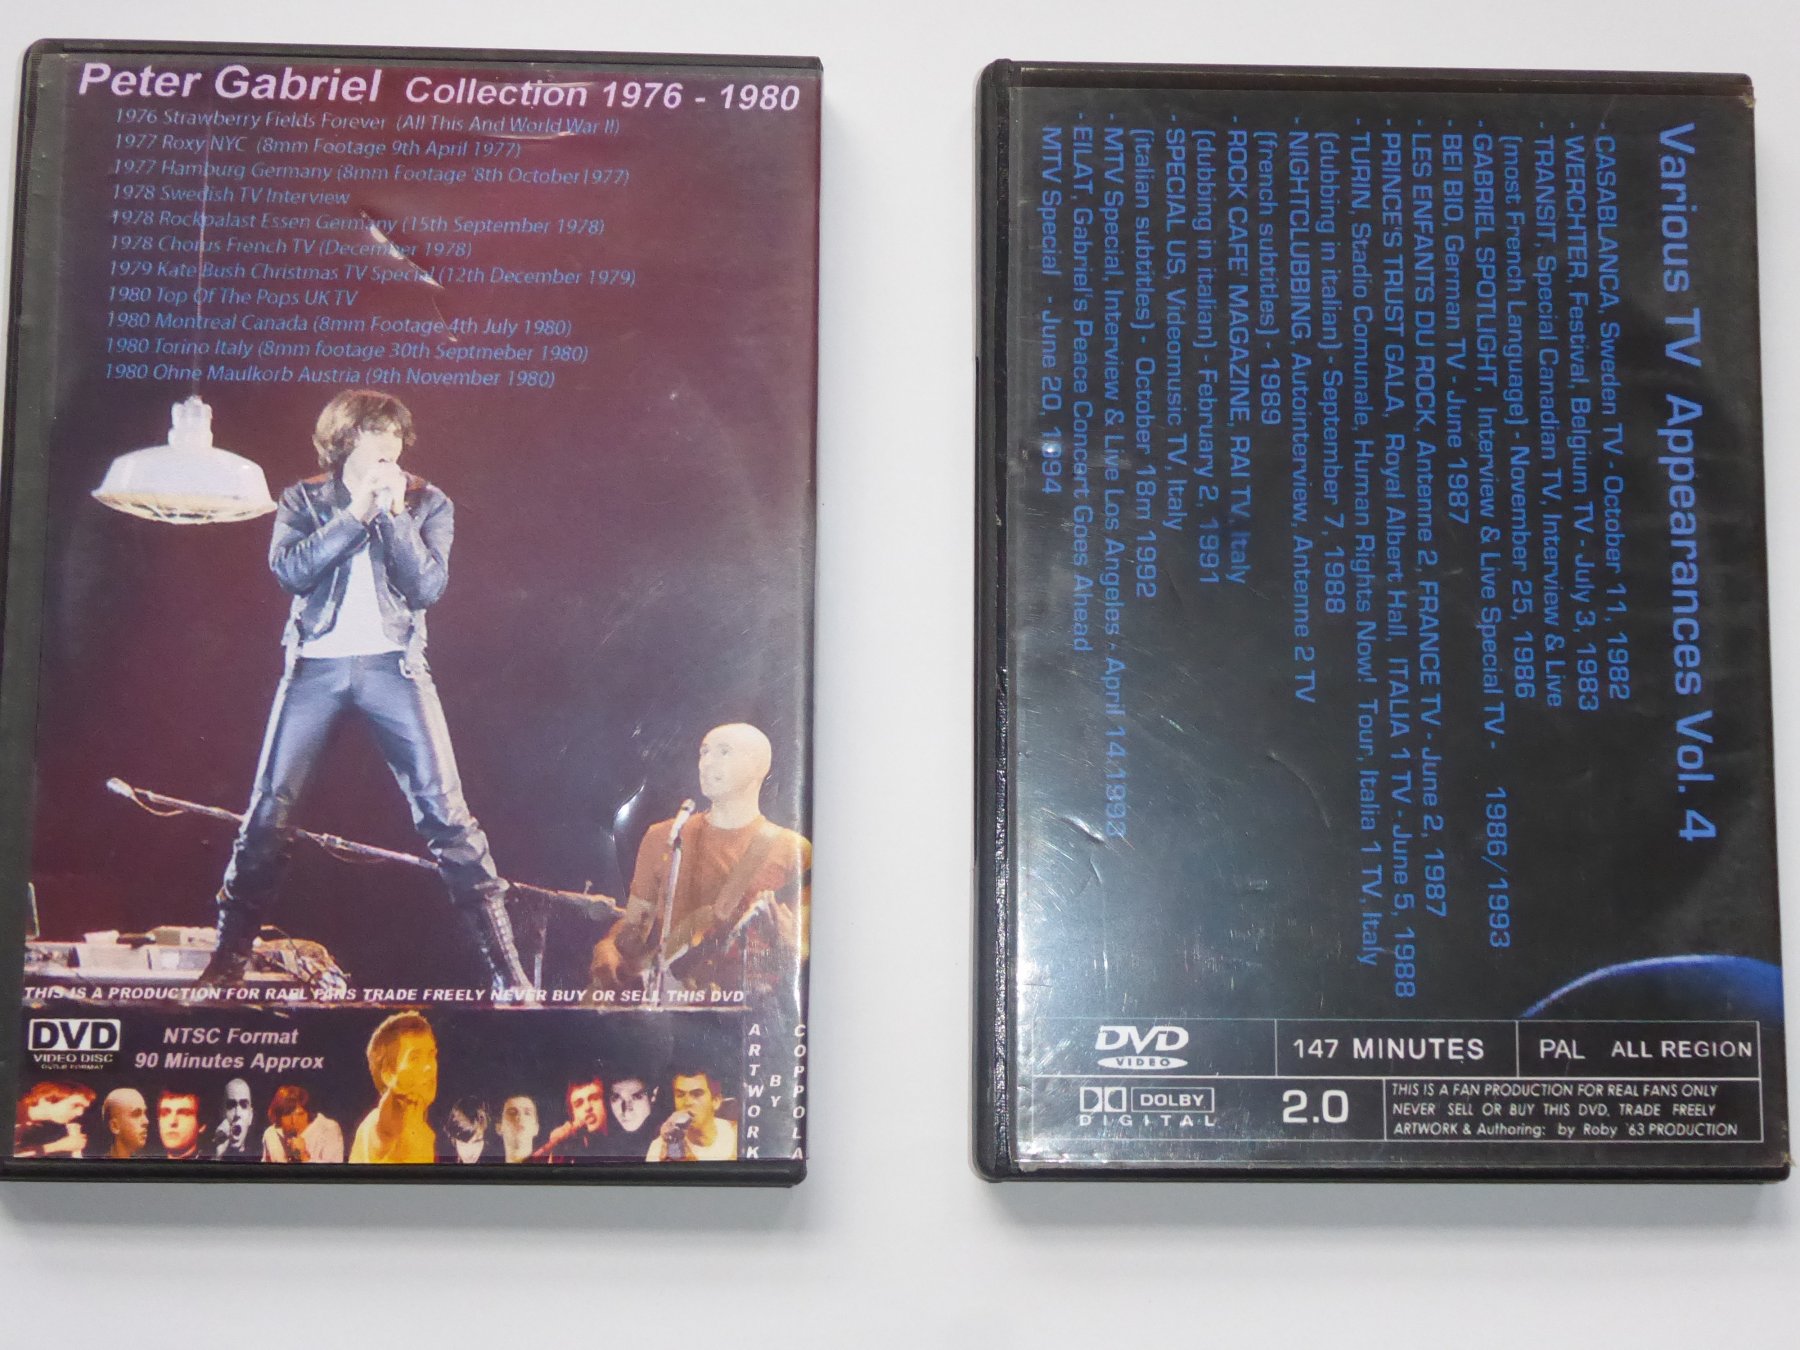 Peter Gabriel Collection 1976 - 1980
1976 Strawberry Fields Forever (All This And World War II)
1977 Roxy NYC (8mm Footage 9th April 1977)
1977 Hamburg Germany (8mm Footage '8th October1977)
1978 Swedish TV Interview
1978 Rockpalast Essen Germany (15th September 1978)
1978 Chorus French TV (December 1978)
1979 Kate Bush Christmas TV Special (12th December 1979)
1980 Top Of The Pops UK TV
1980 Montreal Canada (8mm Footage 4th July 1980)
1980 Torino Italy (8mm footage 30th Septmeber 1980)
1980 Ohne Maulkorb Austria (9th November 1980)
THIS IS A PRODUCTION FOR RAEL FANS TRADE FREELY NEVER BUY OR SELL THIS DVD
DVD
VIDEO DISC
NTSC Format
90 Minutes Approx
ARTWORK
BY
COPPOLA
Various TV Appearances Vol. 4
- CASABLANCA, Sweden TV - October 11, 1982
- WERCHTER, Festival, Belgium TV - July 3, 1983
- TRANSIT, Special Canadian TV, Interview & Live
(most French Language) - November 25, 1986
- GABRIEL SPOTLIGHT, Interview & Live Special TV - 1986/1993
- BEI BIO, German TV - June 1987
- LES ENFANTS DU ROCK, Antenne 2, FRANCE TV - June 2, 1987
- PRINCE'S TRUST GALA, Royal Albert Hall, ITALIA 1 TV - June 5, 1988
- TURIN, Stadio Comunale, Human Rights Now! Tour, Italia 1 TV, Italy
(dubbing in italian) - September 7, 1988
- NIGHTCLUBBING, Autointerview, Antenne 2 TV
(french subtitles) - 1989
- ROCK CAFE' MAGAZINE, RAI TV, Italy
(dubbing in italian) - February 2, 1991
- SPECIAL US, Videomusic TV, Italy
(italian subtitles) - October 18m 1992
- MTV Special, Interview & Live Los Angeles - April 14,1993
- EILAT, Gabriel's Peace Concert Goes Ahead
MTV Special - June 20, 1994
DVD
VIDEO
147 MINUTES
PAL ALL REGION
DOLBY
DIGITAL
2.0
THIS IS A FAN PRODUCTION FOR REAL FANS ONLY
NEVER SELL OR BUY THIS DVD, TRADE FREELY
ARTWORK & Authoring: by Roby '63 PRODUCTION